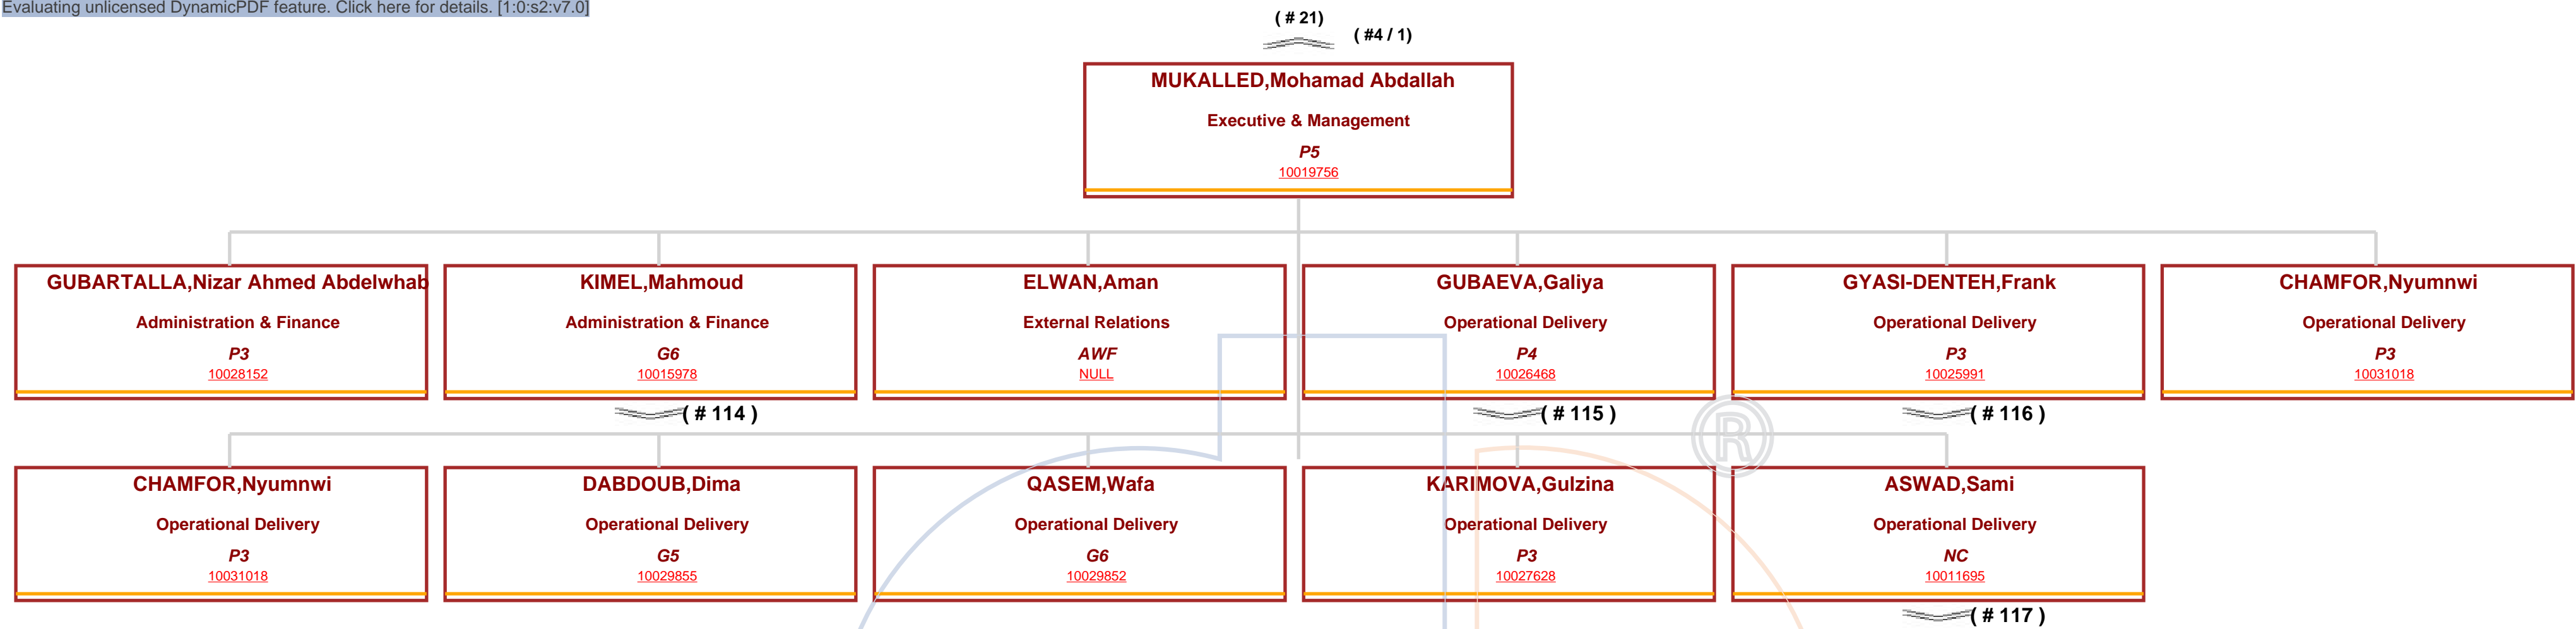 Evaluating unlicensed DynamicPDF feature. Click here for details. [1:0:s2:v7.0]
( # 21)
( #4 / 1)
MUKALLED,Mohamad Abdallah
Executive & Management
P5
10019756
GUBARTALLA,Nizar Ahmed Abdelwhab
Administration & Finance
P3
10028152
KIMEL,Mahmoud
Administration & Finance
G6
10015978
( # 114 )
ELWAN,Aman
External Relations
AWF
NULL
GUBAEVA,Galiya
Operational Delivery
P4
10026468
( # 115 )
GYASI-DENTEH,Frank
Operational Delivery
P3
10025991
( # 116 )
CHAMFOR,Nyumnwi
Operational Delivery
P3
10031018
CHAMFOR,Nyumnwi
Operational Delivery
P3
10031018
DABDOUB,Dima
Operational Delivery
G5
10029855
QASEM,Wafa
Operational Delivery
G6
10029852
KARIMOVA,Gulzina
Operational Delivery
P3
10027628
ASWAD,Sami
Operational Delivery
NC
10011695
( # 117 )
®